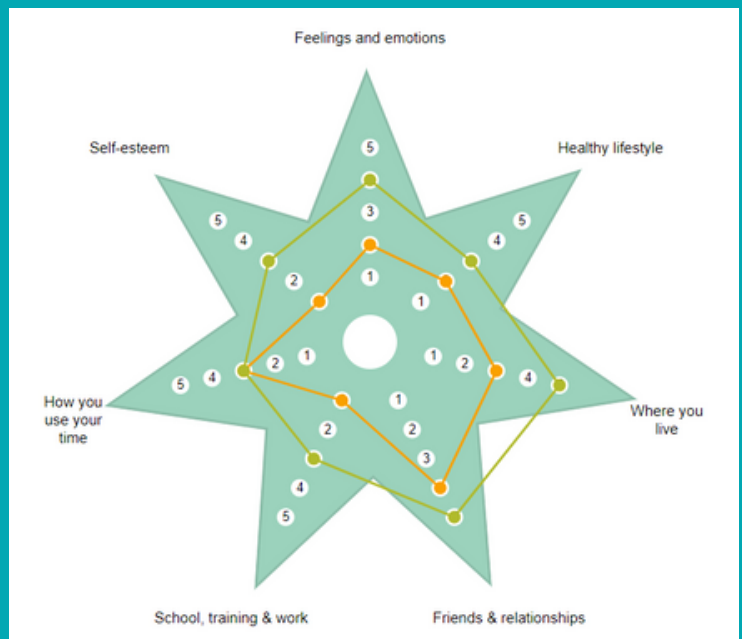 Feelings and emotions
Self-esteem
Healthy lifestyle
5
3
1
5
4
2
5
4
1
How you
use your
time
5
4
2
1
1
2
4
Where you
live
2
4
5
1
2
3
School, training & work
Friends & relationships